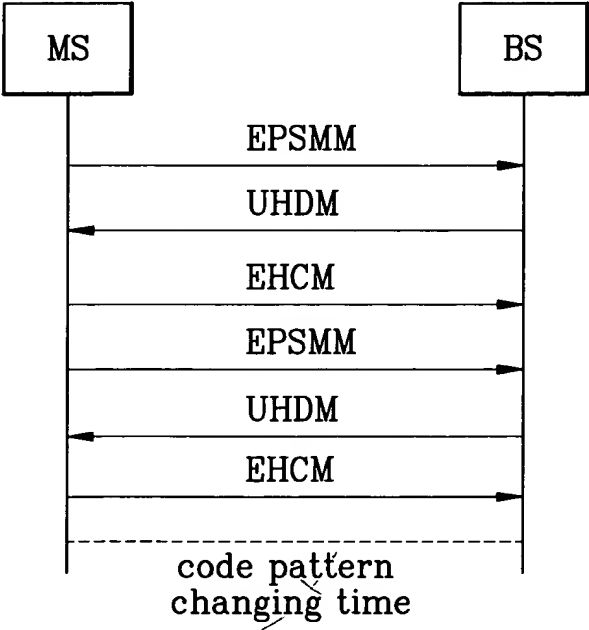 MS BS
EPSMM
UHDM
EHCM
EPSMM
UHDM
EHCM
code pattern
changing time